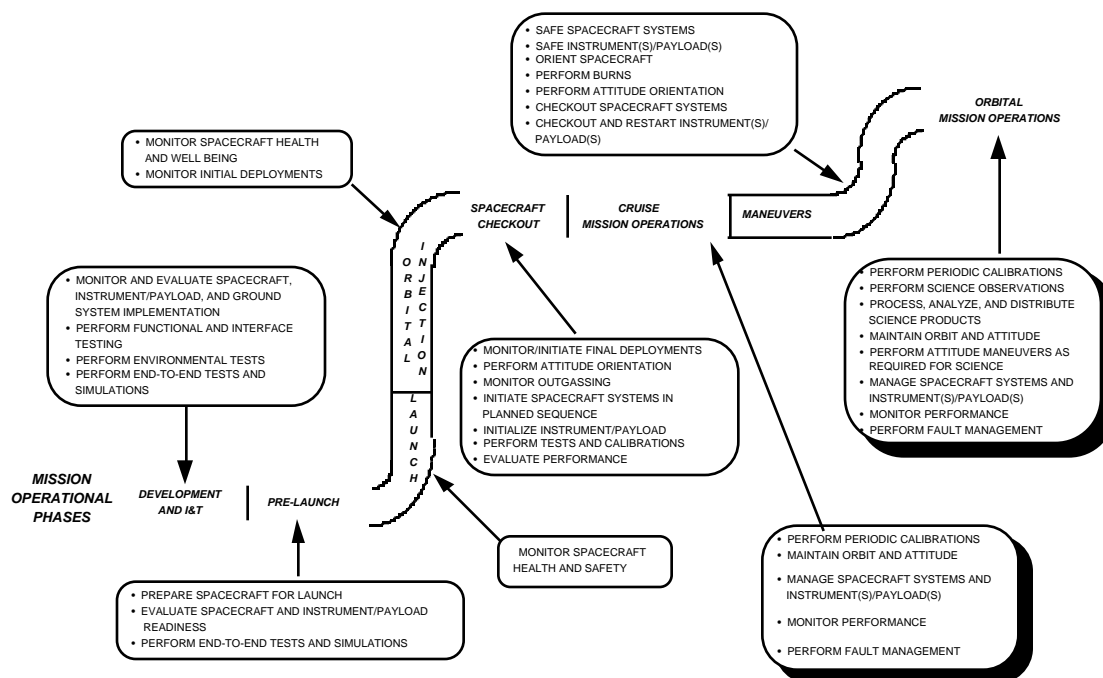 • SAFE SPACECRAFT SYSTEMS
• SAFE INSTRUMENT(S)/PAYLOAD(S)
• ORIENT SPACECRAFT
• PERFORM BURNS
• PERFORM ATTITUDE ORIENTATION
• CHECKOUT SPACECRAFT SYSTEMS
• CHECKOUT AND RESTART INSTRUMENT(S)/
PAYLOAD(S)
ORBITAL
MISSION OPERATIONS
• MONITOR SPACECRAFT HEALTH
AND WELL BEING
• MONITOR INITIAL DEPLOYMENTS
SPACECRAFT
CHECKOUT
CRUISE
MISSION OPERATIONS
MANEUVERS
ORBITAL
INJECTION
LAUNCH
• MONITOR AND EVALUATE SPACECRAFT,
INSTRUMENT/PAYLOAD, AND GROUND
SYSTEM IMPLEMENTATION
• PERFORM FUNCTIONAL AND INTERFACE
TESTING
• PERFORM ENVIRONMENTAL TESTS
• PERFORM END-TO-END TESTS AND
SIMULATIONS
• PERFORM PERIODIC CALIBRATIONS
• PERFORM SCIENCE OBSERVATIONS
• PROCESS, ANALYZE, AND DISTRIBUTE
SCIENCE PRODUCTS
• MAINTAIN ORBIT AND ATTITUDE
• PERFORM ATTITUDE MANEUVERS AS
REQUIRED FOR SCIENCE
• MANAGE SPACECRAFT SYSTEMS AND
INSTRUMENT(S)/PAYLOAD(S)
• MONITOR PERFORMANCE
• PERFORM FAULT MANAGEMENT
• MONITOR/INITIATE FINAL DEPLOYMENTS
• PERFORM ATTITUDE ORIENTATION
• MONITOR OUTGASSING
• INITIATE SPACECRAFT SYSTEMS IN
PLANNED SEQUENCE
• INITIALIZE INSTRUMENT/PAYLOAD
• PERFORM TESTS AND CALIBRATIONS
• EVALUATE PERFORMANCE
MISSION
OPERATIONAL
PHASES
DEVELOPMENT
AND I&T
PRE-LAUNCH
MONITOR SPACECRAFT
HEALTH AND SAFETY
• PREPARE SPACECRAFT FOR LAUNCH
• EVALUATE SPACECRAFT AND INSTRUMENT/PAYLOAD
READINESS
• PERFORM END-TO-END TESTS AND SIMULATIONS
• PERFORM PERIODIC CALIBRATIONS
• MAINTAIN ORBIT AND ATTITUDE
• MANAGE SPACECRAFT SYSTEMS AND
INSTRUMENT(S)/PAYLOAD(S)
• MONITOR PERFORMANCE
• PERFORM FAULT MANAGEMENT